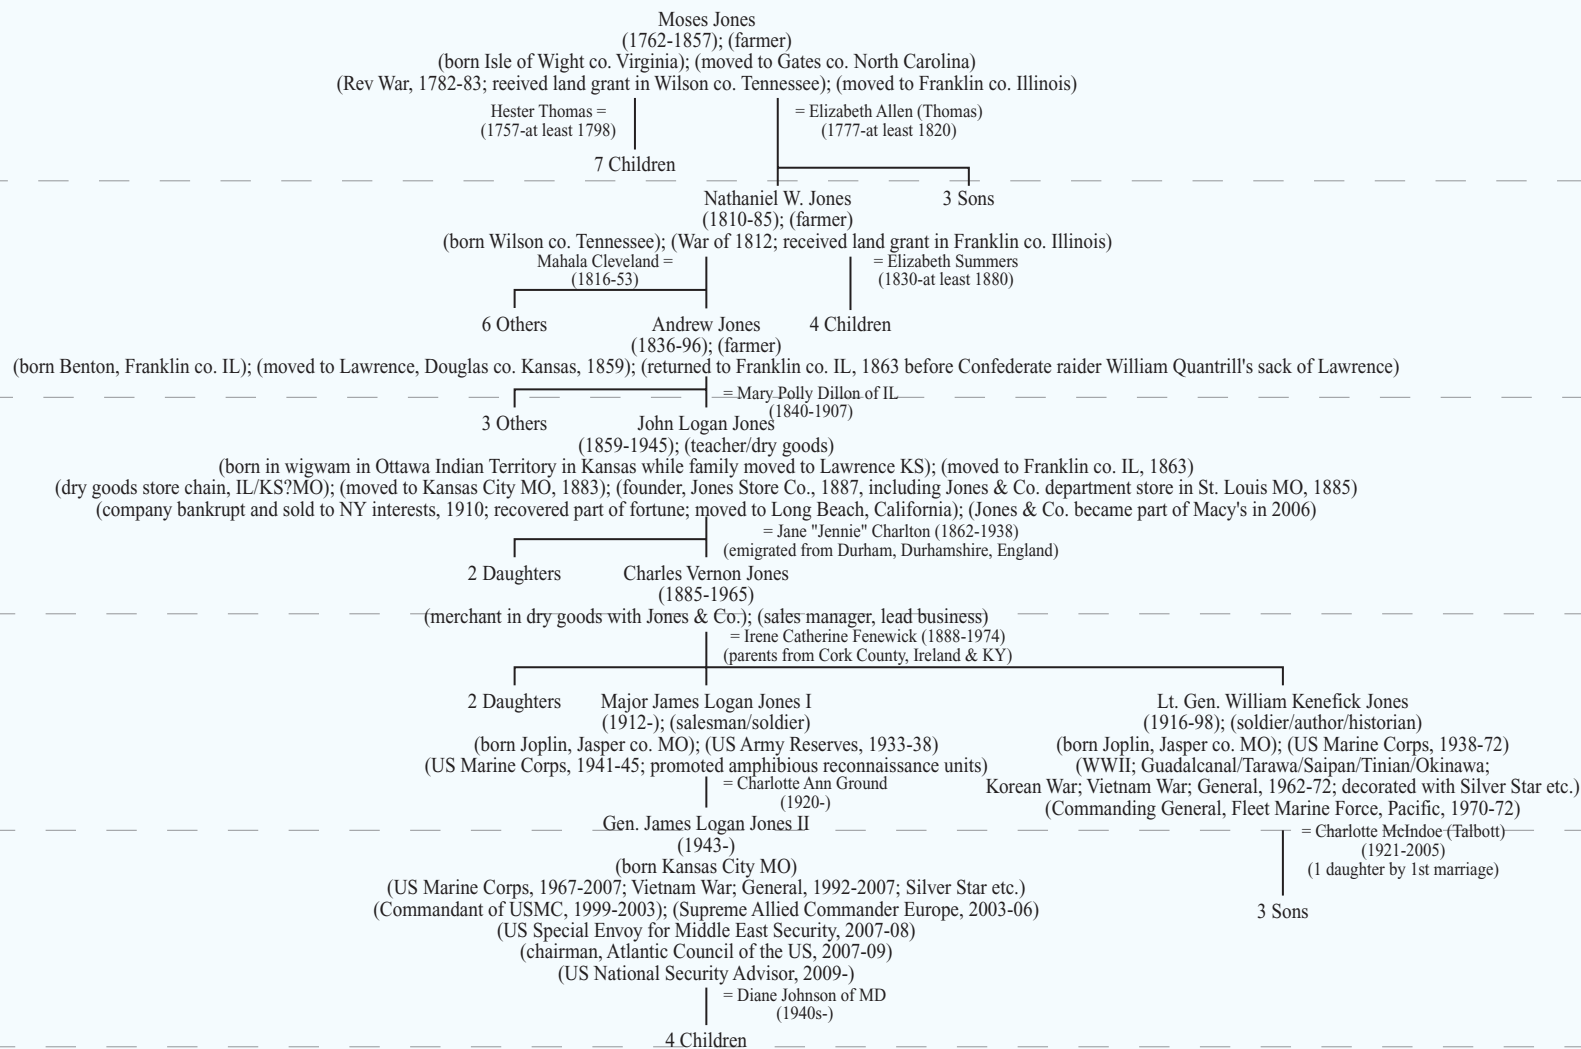 Moses Jones
(1762-1857); (farmer)
(born Isle of Wight co. Virginia); (moved to Gates co. North Carolina)
(Rev War, 1782-83; reeived land grant in Wilson co. Tennessee); (moved to Franklin co. Illinois)
Hester Thomas =
(1757-at least 1798)
= Elizabeth Allen (Thomas)
(1777-at least 1820)
7 Children
Nathaniel W. Jones
3 Sons
(1810-85); (farmer)
(born Wilson co. Tennessee); (War of 1812; received land grant in Franklin co. Illinois)
Mahala Cleveland =
(1816-53)
= Elizabeth Summers
(1830-at least 1880)
6 Others
Andrew Jones
4 Children
(1836-96); (farmer)
(born Benton, Franklin co. IL); (moved to Lawrence, Douglas co. Kansas, 1859); (returned to Franklin co. IL, 1863 before Confederate raider William Quantrill's sack of Lawrence)
= Mary Polly Dillon of IL
(1840-1907)
3 Others
John Logan Jones
(1859-1945); (teacher/dry goods)
(born in wigwam in Ottawa Indian Territory in Kansas while family moved to Lawrence KS); (moved to Franklin co. IL, 1863)
(dry goods store chain, IL/KS?MO); (moved to Kansas City MO, 1883); (founder, Jones Store Co., 1887, including Jones & Co. department store in St. Louis MO, 1885)
(company bankrupt and sold to NY interests, 1910; recovered part of fortune; moved to Long Beach, California); (Jones & Co. became part of Macy's in 2006)
= Jane "Jennie" Charlton (1862-1938)
(emigrated from Durham, Durhamshire, England)
2 Daughters
Charles Vernon Jones
(1885-1965)
(merchant in dry goods with Jones & Co.); (sales manager, lead business)
= Irene Catherine Fenewick (1888-1974)
(parents from Cork County, Ireland & KY)
2 Daughters
Major James Logan Jones I
(1912-); (salesman/soldier)
(born Joplin, Jasper co. MO); (US Army Reserves, 1933-38)
(US Marine Corps, 1941-45; promoted amphibious reconnaissance units)
= Charlotte Ann Ground
(1920-)
Lt. Gen. William Kenefick Jones
(1916-98); (soldier/author/historian)
(born Joplin, Jasper co. MO); (US Marine Corps, 1938-72)
(WWII; Guadalcanal/Tarawa/Saipan/Tinian/Okinawa;
Korean War; Vietnam War; General, 1962-72; decorated with Silver Star etc.)
(Commanding General, Fleet Marine Force, Pacific, 1970-72)
= Charlotte McIndoe (Talbott)
(1921-2005)
(1 daughter by 1st marriage)
3 Sons
Gen. James Logan Jones II
(1943-)
(born Kansas City MO)
(US Marine Corps, 1967-2007; Vietnam War; General, 1992-2007; Silver Star etc.)
(Commandant of USMC, 1999-2003); (Supreme Allied Commander Europe, 2003-06)
(US Special Envoy for Middle East Security, 2007-08)
(chairman, Atlantic Council of the US, 2007-09)
(US National Security Advisor, 2009-)
= Diane Johnson of MD
(1940s-)
4 Children